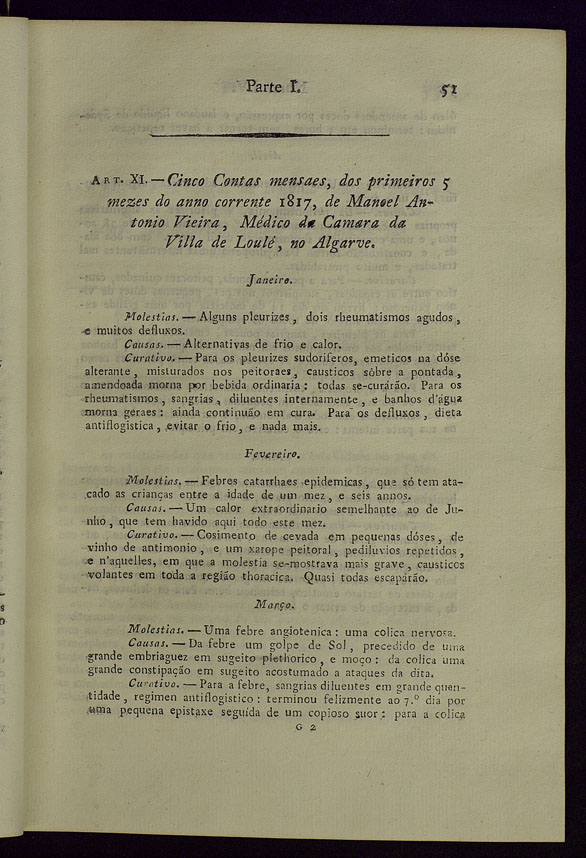 Parte I. 51
ART. XI.—Cinco Contas mensaes, dos primeiros 5
mezes do anno corrente 1817, de Manoel An-
tonio Vieira, Médico da Camara da
Villa de Loulé, no Algarve.
Janeiro.
Molestias.—Alguns pleurizes, dois rheumatismos agudos,
e muitos defluxos.
Causas.—Alternativas de frio e calor.
Curativo.—Para os pleurizes sudoriferos, emeticos na dóse
alterante, misturados nos peitoraes, causticos sôbre a pontada,
amendoada morna por bebida ordinaria: todas se-curárão. Para os
rheumatismos, sangrias, diluentes internamente, e banhos d'água
morna geraes: ainda continuão em cura. Para os defluxos, dieta
antiflogistica, evitar o frio, e nada mais.
Fevereiro.
Molestias.—Febres catarrhaes epidemicas, que só tem ata-
cado as crianças entre a idade de um mez, e seis annos.
Causas.—Um calor extraordinario semelhante ao de Ju-
nho, que tem havido aqui todo este mez.
Curativo.—Cosimento de cevada em pequenas dóses, de
vinho de antimonio, e um xarope peitoral, pediluvios repetidos,
e n'aquelles, em que a molestia se-mostrava mais grave, causticos
volantes em toda a região thoracica. Quasi todas escapárão.
Março.
Molestias.—Uma febre angiotenica: uma colica nervosa.
Causas.—Da febre um golpe de Sol, precedido de uma
grande embriaguez em sugeito plethorico, e moço: da colica uma
grande constipação em sugeito acostumado a ataques da dita.
Curativo.—Para a febre, sangrias diluentes em grande quen-
tidade, regimen antiflogistico: terminou felizmente ao 7.º dia por
uma pequena epistaxe seguida de um copioso suor: para a colica
G 2